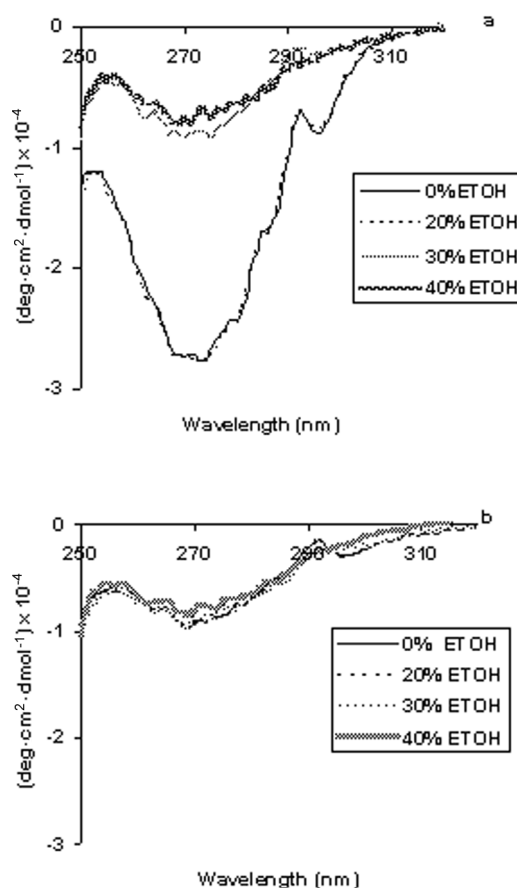 a
0
250 270 290 310
-1
-2
-3
(deg·cm²·dmol⁻¹) × 10⁻⁴
0%ETOH
20%ETOH
30%ETOH
40%ETOH
Wavelength (nm)
b
0
250 270 290 310
-1
-2
-3
(deg·cm²·dmol⁻¹) × 10⁻⁴
0% ETOH
20% ETOH
30% ETOH
40% ETOH
Wavelength (nm)